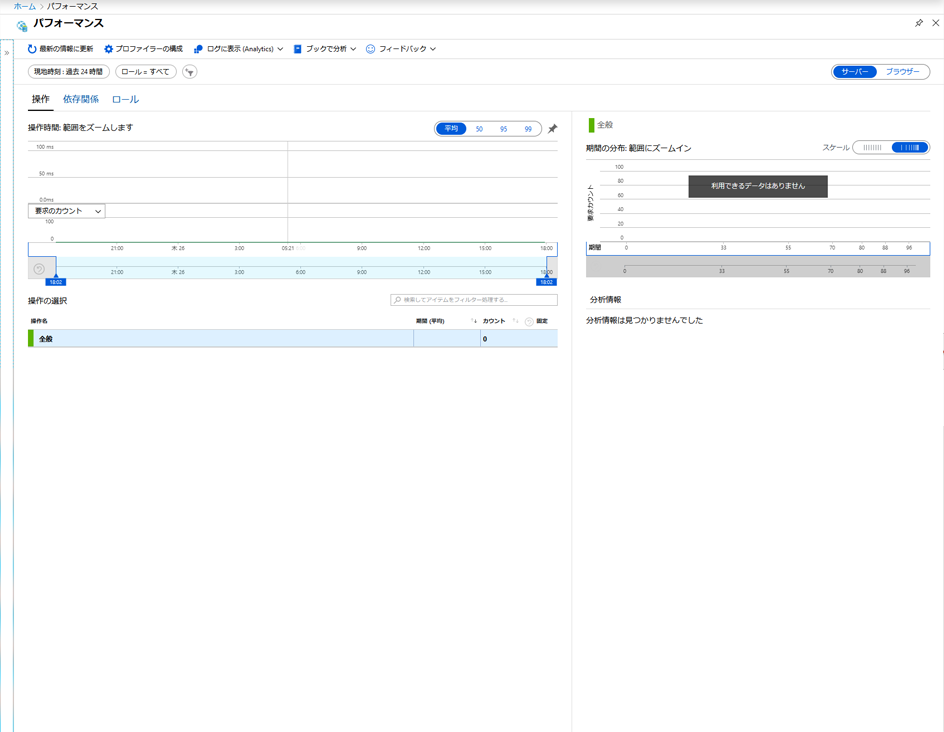 ホーム > パフォーマンス
パフォーマンス
最新の情報に更新 プロファイラーの構成 ログに表示 (Analytics) ブックで分析 フィードバック
現地時刻 : 過去 24 時間 ロール = すべて
サーバー ブラウザー
操作 依存関係 ロール
操作時間: 範囲をズームします
平均 50 95 99
100 ms
50 ms
0.0ms
要求のカウント
100
0
21:00 木 26 3:00 05:21 9:00 12:00 15:00 18:00
21:00 木 26 3:00 6:00 9:00 12:00 15:00 18:00
18:02 18:02
操作の選択
検索してアイテムをフィルター処理する...
操作名 期間 (平均) カウント 固定
全般 0
全般
期間の分布: 範囲にズームイン スケール
要求カウント
100
80
60
40
20
0
利用できるデータはありません
期間 0 33 55 70 80 88 96
0 33 55 70 80 88 96
分析情報
分析情報は見つかりませんでした